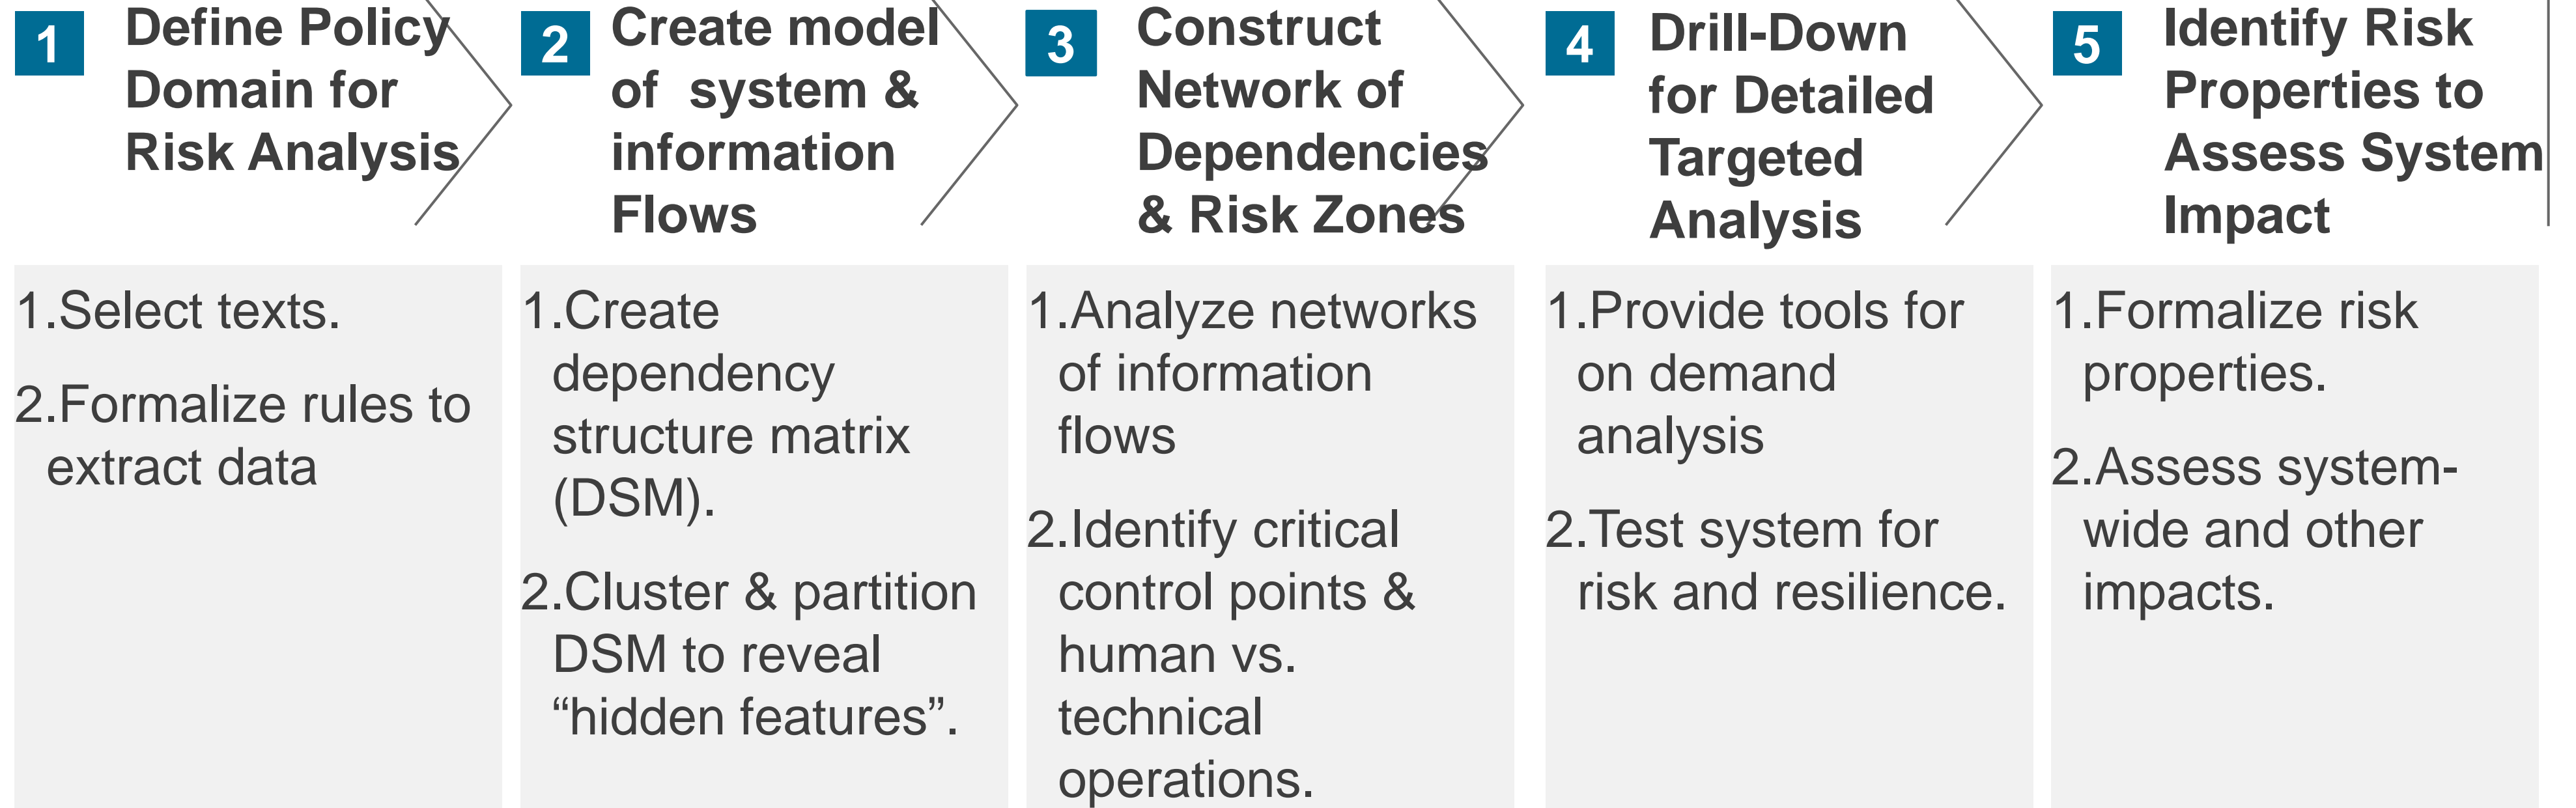 1
Define Policy
Domain for
Risk Analysis
2
Create model
of system &
information
Flows
3
Construct
Network of
Dependencies
& Risk Zones
4
Drill-Down
for Detailed
Targeted
Analysis
5
Identify Risk
Properties to
Assess System
Impact
1.Select texts.
2.Formalize rules to
extract data
1.Create
dependency
structure matrix
(DSM).
2.Cluster & partition
DSM to reveal
“hidden features”.
1.Analyze networks
of information
flows
2.Identify critical
control points &
human vs.
technical
operations.
1.Provide tools for
on demand
analysis
2.Test system for
risk and resilience.
1.Formalize risk
properties.
2.Assess system-
wide and other
impacts.